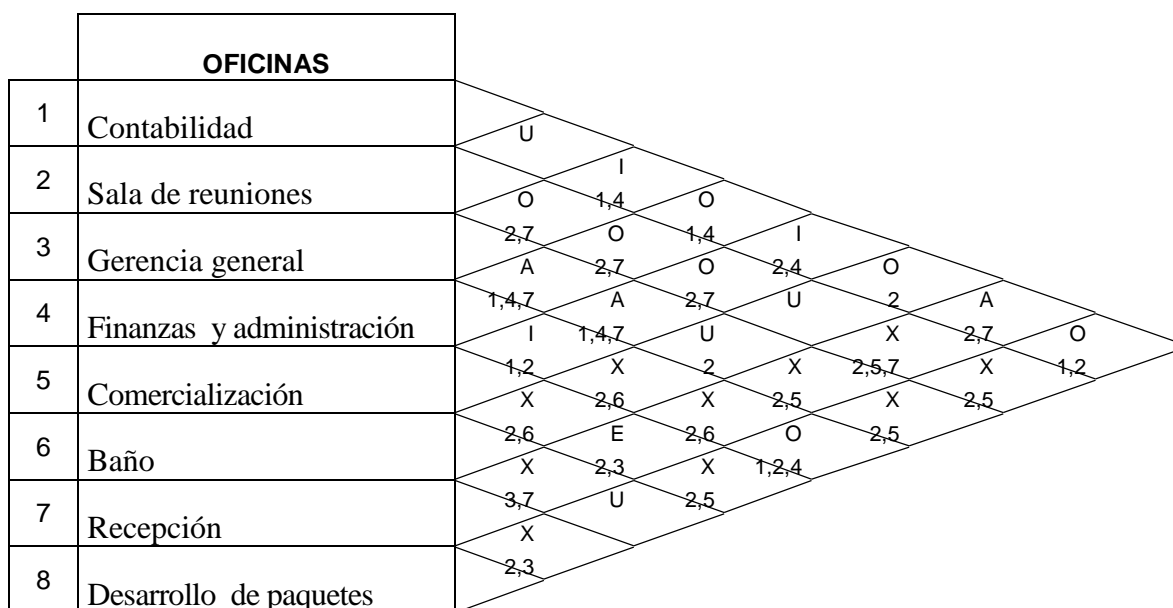 OFICINAS
1 Contabilidad U
I
2 Sala de reuniones O 1,4 O
2,7 O 1,4 I
3 Gerencia general A 2,7 O 2,4 O
1,4,7 A 2,7 U 2 A
4 Finanzas y administración I 1,4,7 U X 2,7 O
1,2 X 2 X 2,5,7 X 1,2
5 Comercialización X 2,6 X 2,5 X 2,5
2,6 E 2,6 O 2,5
6 Baño X 2,3 X 1,2,4
3,7 U 2,5
7 Recepción X
2,3
8 Desarrollo de paquetes